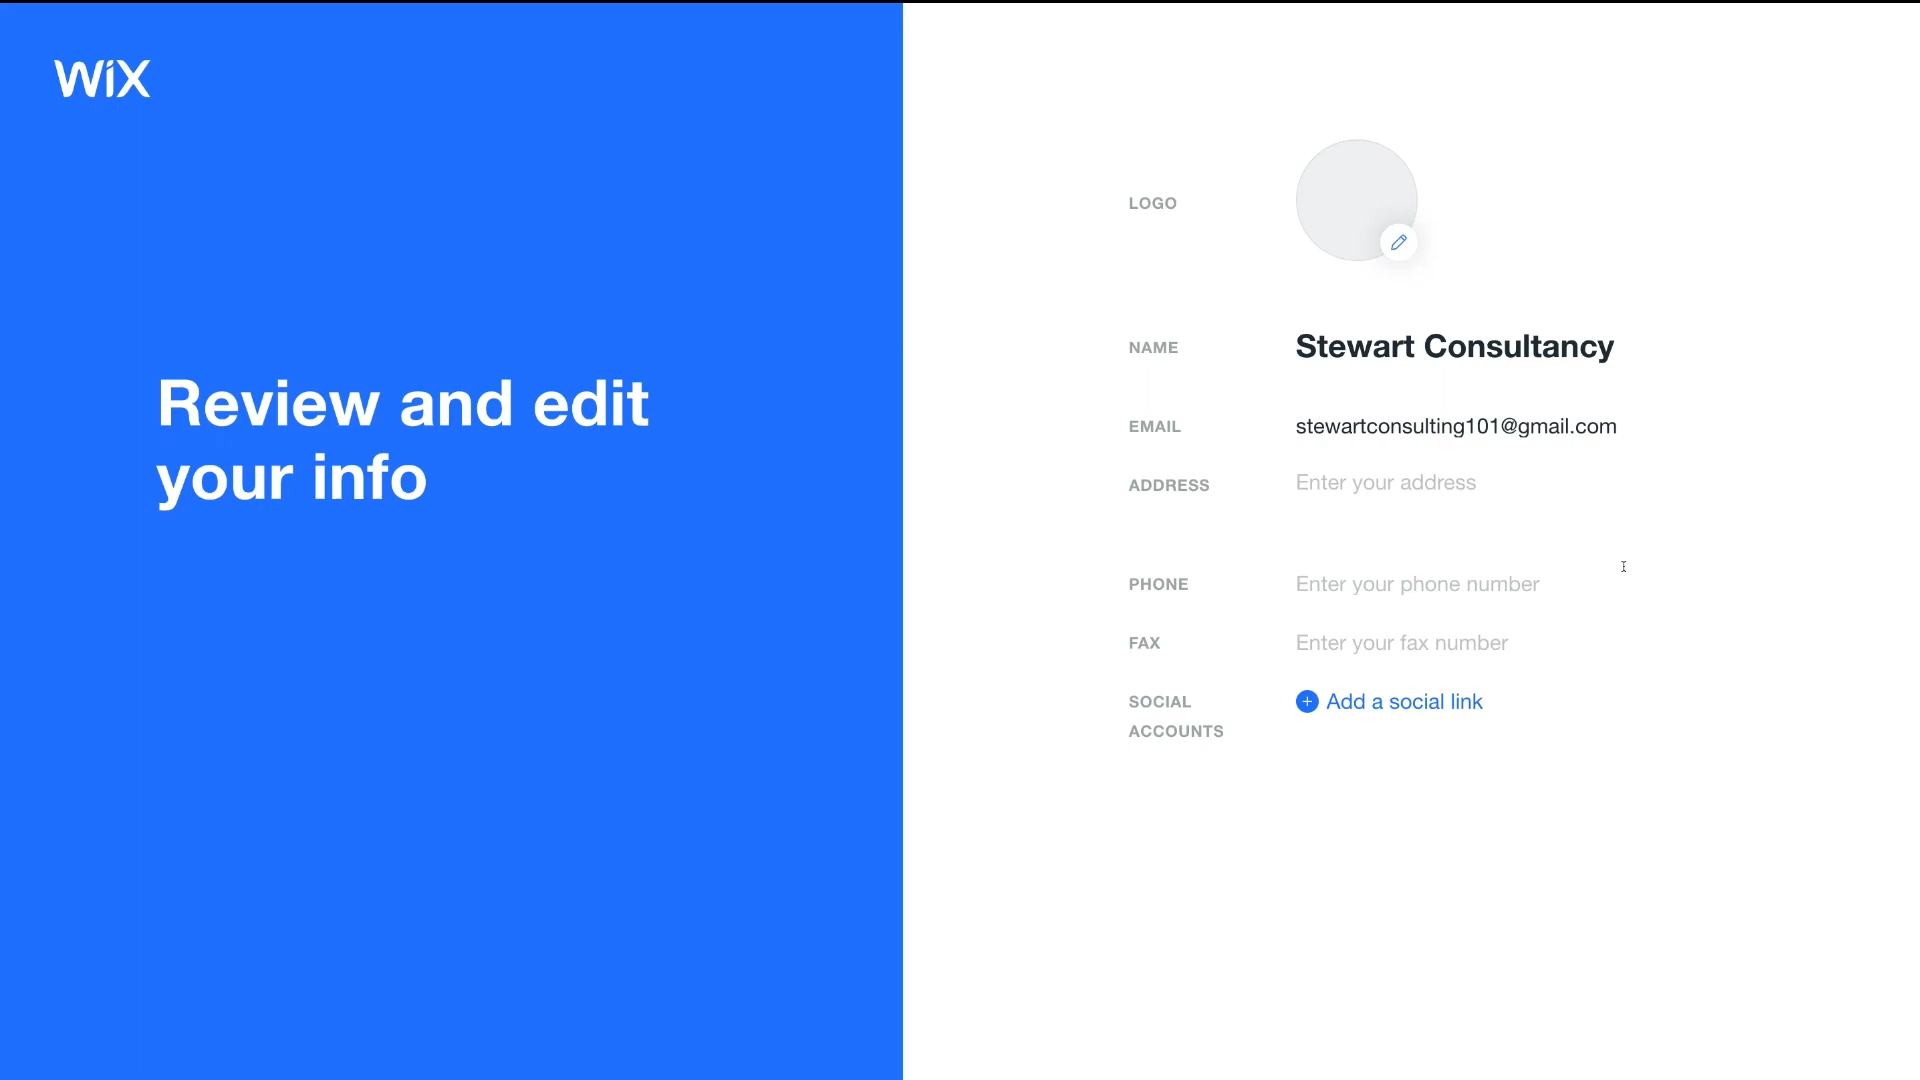 WiX
Review and edit
your info
LOGO
NAME
Stewart Consultancy
EMAIL
stewartconsulting101@gmail.com
ADDRESS
Enter your address
PHONE
Enter your phone number
FAX
Enter your fax number
SOCIAL
ACCOUNTS
Add a social link